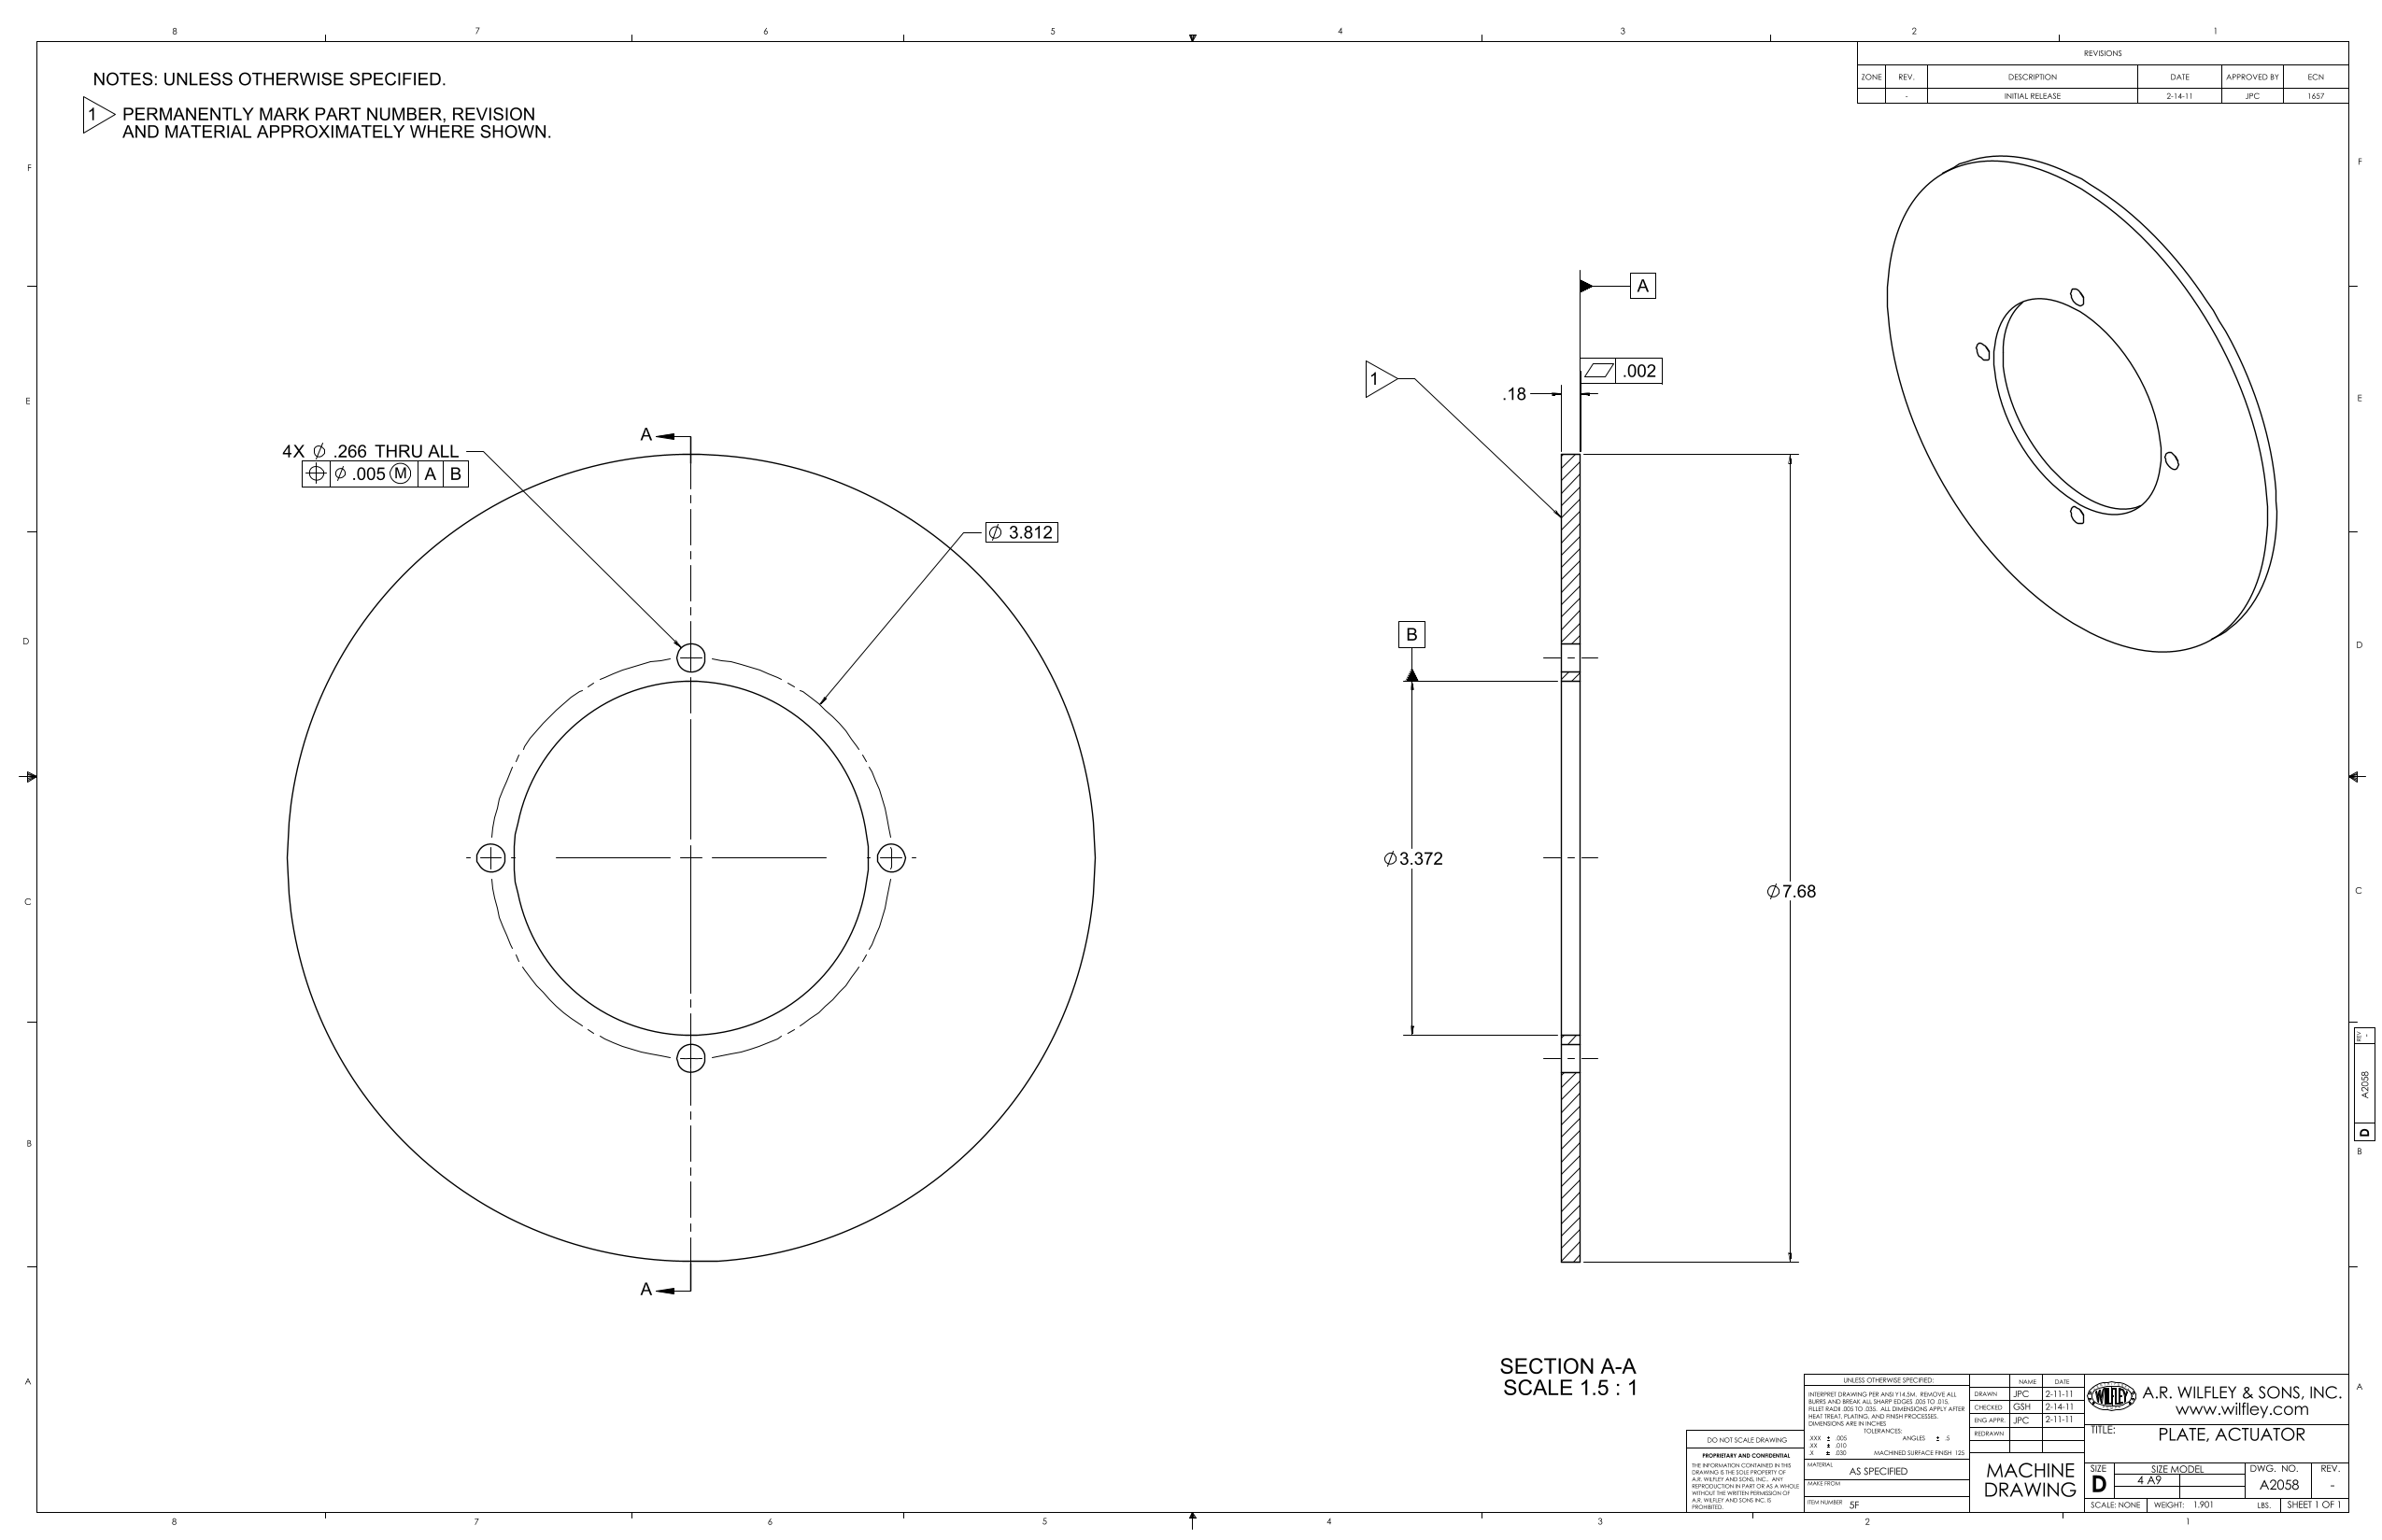 8 7 6 5 4 3 2 1
REVISIONS
ZONE REV. DESCRIPTION DATE APPROVED BY ECN
- INITIAL RELEASE 2-14-11 JPC 1657
NOTES: UNLESS OTHERWISE SPECIFIED.
1 PERMANENTLY MARK PART NUMBER, REVISION
AND MATERIAL APPROXIMATELY WHERE SHOWN.
F F
E E
D D
C C
B B
A A
A
4X ⌀ .266 THRU ALL
⌖ ⌀ .005 Ⓜ A B
⌀ 3.812
A
A
1
⏥ .002
.18
B
⌀3.372
⌀7.68
SECTION A-A
SCALE 1.5 : 1
REV -
A2058
D
DO NOT SCALE DRAWING
PROPRIETARY AND CONFIDENTIAL
THE INFORMATION CONTAINED IN THIS
DRAWING IS THE SOLE PROPERTY OF
A.R. WILFLEY AND SONS, INC.. ANY
REPRODUCTION IN PART OR AS A WHOLE
WITHOUT THE WRITTEN PERMISSION OF
A.R. WILFLEY AND SONS INC. IS
PROHIBITED.
UNLESS OTHERWISE SPECIFIED:
INTERPRET DRAWING PER ANSI Y14.5M. REMOVE ALL
BURRS AND BREAK ALL SHARP EDGES .005 TO .015.
FILLET RADII .005 TO .035. ALL DIMENSIONS APPLY AFTER
HEAT TREAT, PLATING, AND FINISH PROCESSES.
DIMENSIONS ARE IN INCHES
TOLERANCES:
.XXX ± .005 ANGLES ± .5
.XX ± .010
.X ± .030 MACHINED SURFACE FINISH 125
MATERIAL AS SPECIFIED
MAKE FROM
ITEM NUMBER 5F
NAME DATE
DRAWN JPC 2-11-11
CHECKED GSH 2-14-11
ENG APPR. JPC 2-11-11
REDRAWN
MACHINE
DRAWING
WILFLEY
A.R. WILFLEY & SONS, INC.
www.wilfley.com
TITLE: PLATE, ACTUATOR
SIZE SIZE MODEL DWG. NO. REV.
D 4 A9 A2058 -
SCALE: NONE WEIGHT: 1.901 LBS. SHEET 1 OF 1
8 7 6 5 4 3 2 1